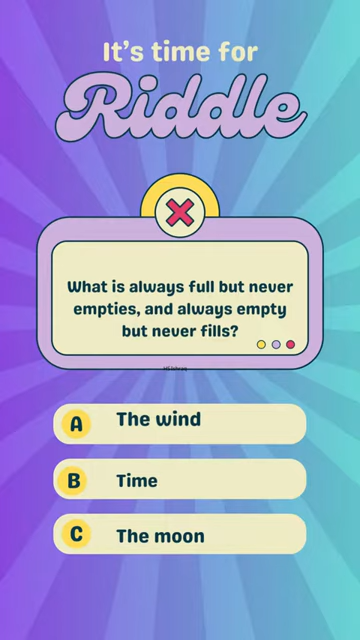 It's time for
Riddle
What is always full but never
empties, and always empty
but never fills?
A The wind
B Time
C The moon